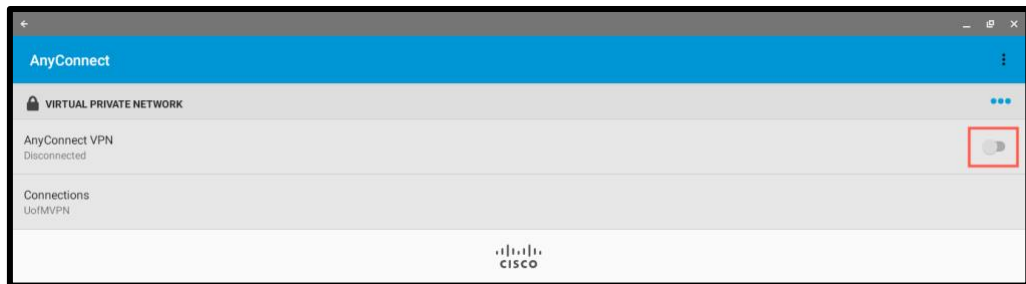 AnyConnect
VIRTUAL PRIVATE NETWORK
AnyConnect VPN
Disconnected
Connections
UofMVPN
CISCO